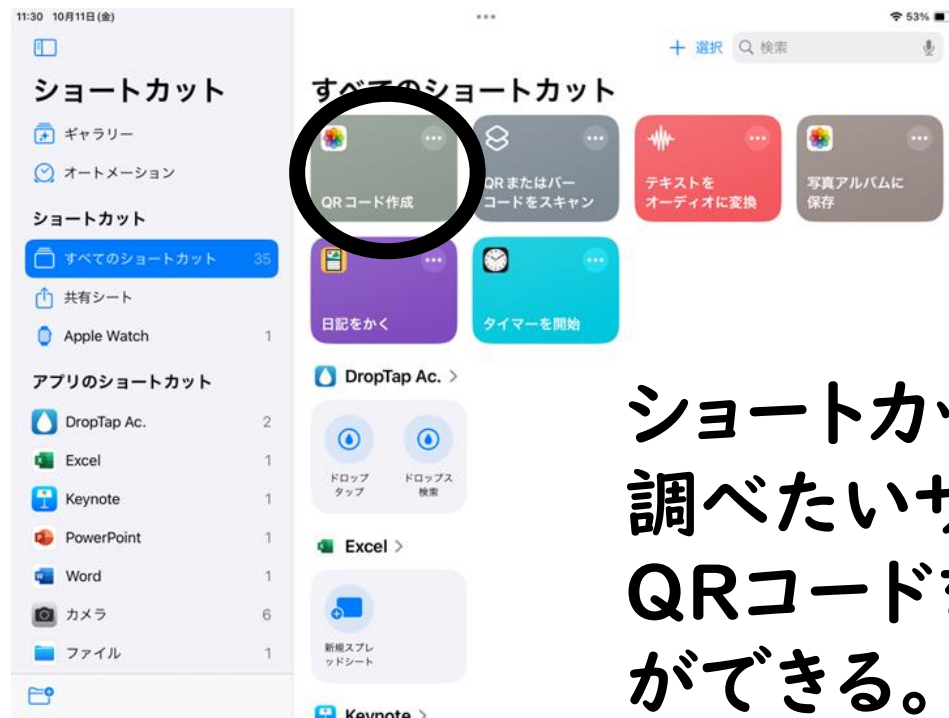 11:30 10月11日(金)
53%
ショートカット
ギャラリー
オートメーション
ショートカット
すべてのショートカット 35
共有シート
Apple Watch 1
アプリのショートカット
DropTap Ac. 2
Excel 1
Keynote 1
PowerPoint 1
Word 1
カメラ 6
ファイル 1
選択
検索
すべてのショートカット
QRコード作成
QRまたはバー
コードをスキャン
テキストを
オーディオに変換
写真アルバムに
保存
日記をかく
タイマーを開始
DropTap Ac. >
ドロップ
タップ
ドロップス
検索
Excel >
新規スプレ
ッドシート
Keynote >
ショートカッ
調べたいサ
QRコードを
ができる。